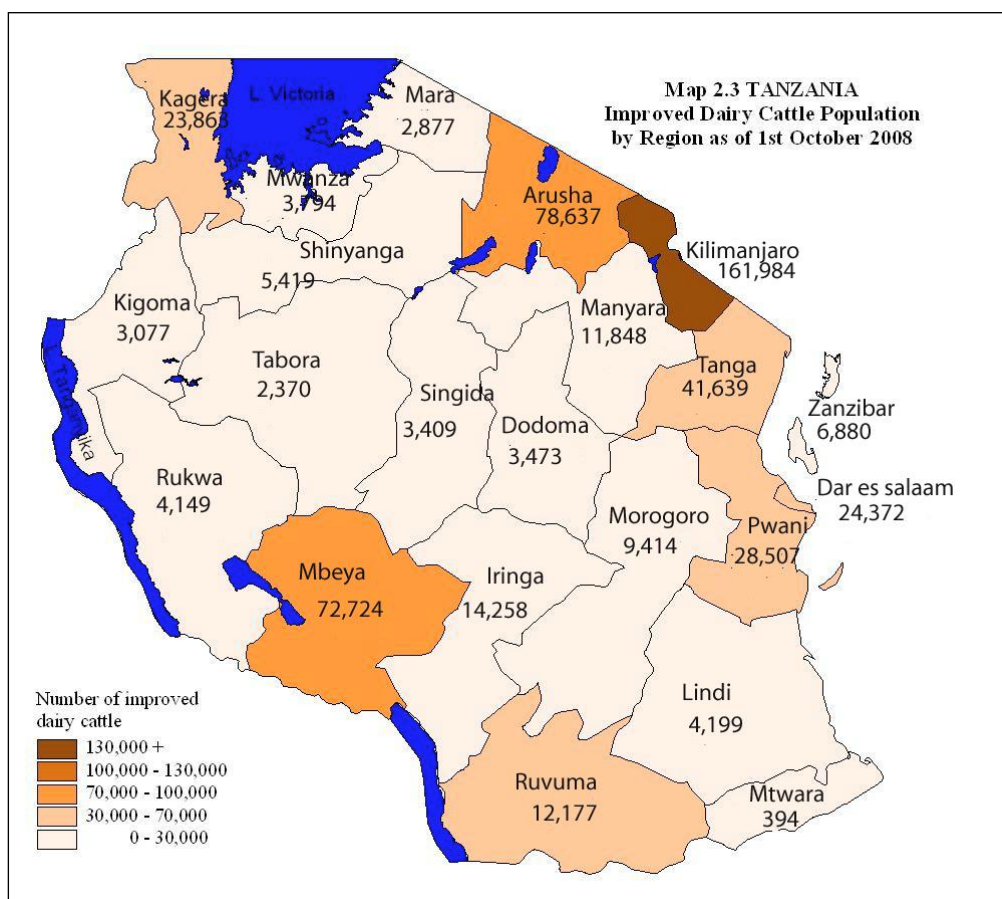 Map 2.3 TANZANIA
Improved Dairy Cattle Population
by Region as of 1st October 2008
Kagera
23,863
L. Victoria
Mara
2,877
Mwanza
3,794
Arusha
78,637
Shinyanga
5,419
Kilimanjaro
161,984
Kigoma
3,077
Manyara
11,848
Tabora
2,370
Singida
3,409
Tanga
41,639
L. Tanganyika
Dodoma
3,473
Zanzibar
6,880
Rukwa
4,149
Dar es salaam
24,372
Morogoro
9,414
Pwani
28,507
Mbeya
72,724
Iringa
14,258
Lindi
4,199
Ruvuma
12,177
Mtwara
394
Number of improved
dairy cattle
130,000 +
100,000 - 130,000
70,000 - 100,000
30,000 - 70,000
0 - 30,000